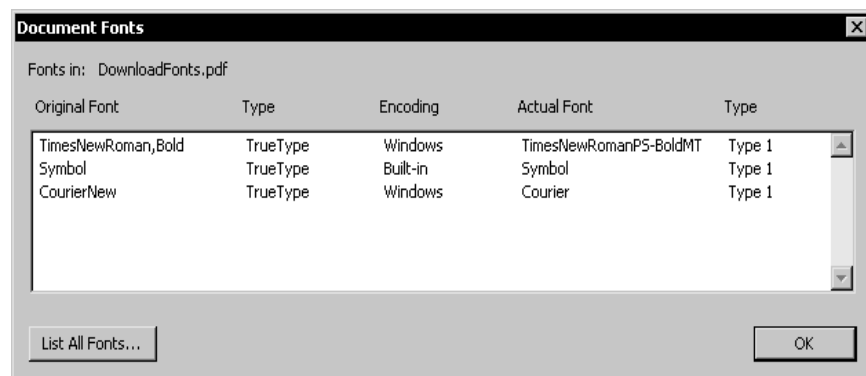 Document Fonts
Fonts in: DownloadFonts.pdf
Original Font Type Encoding Actual Font Type
TimesNewRoman,Bold TrueType Windows TimesNewRomanPS-BoldMT Type 1
Symbol TrueType Built-in Symbol Type 1
CourierNew TrueType Windows Courier Type 1
List All Fonts... OK